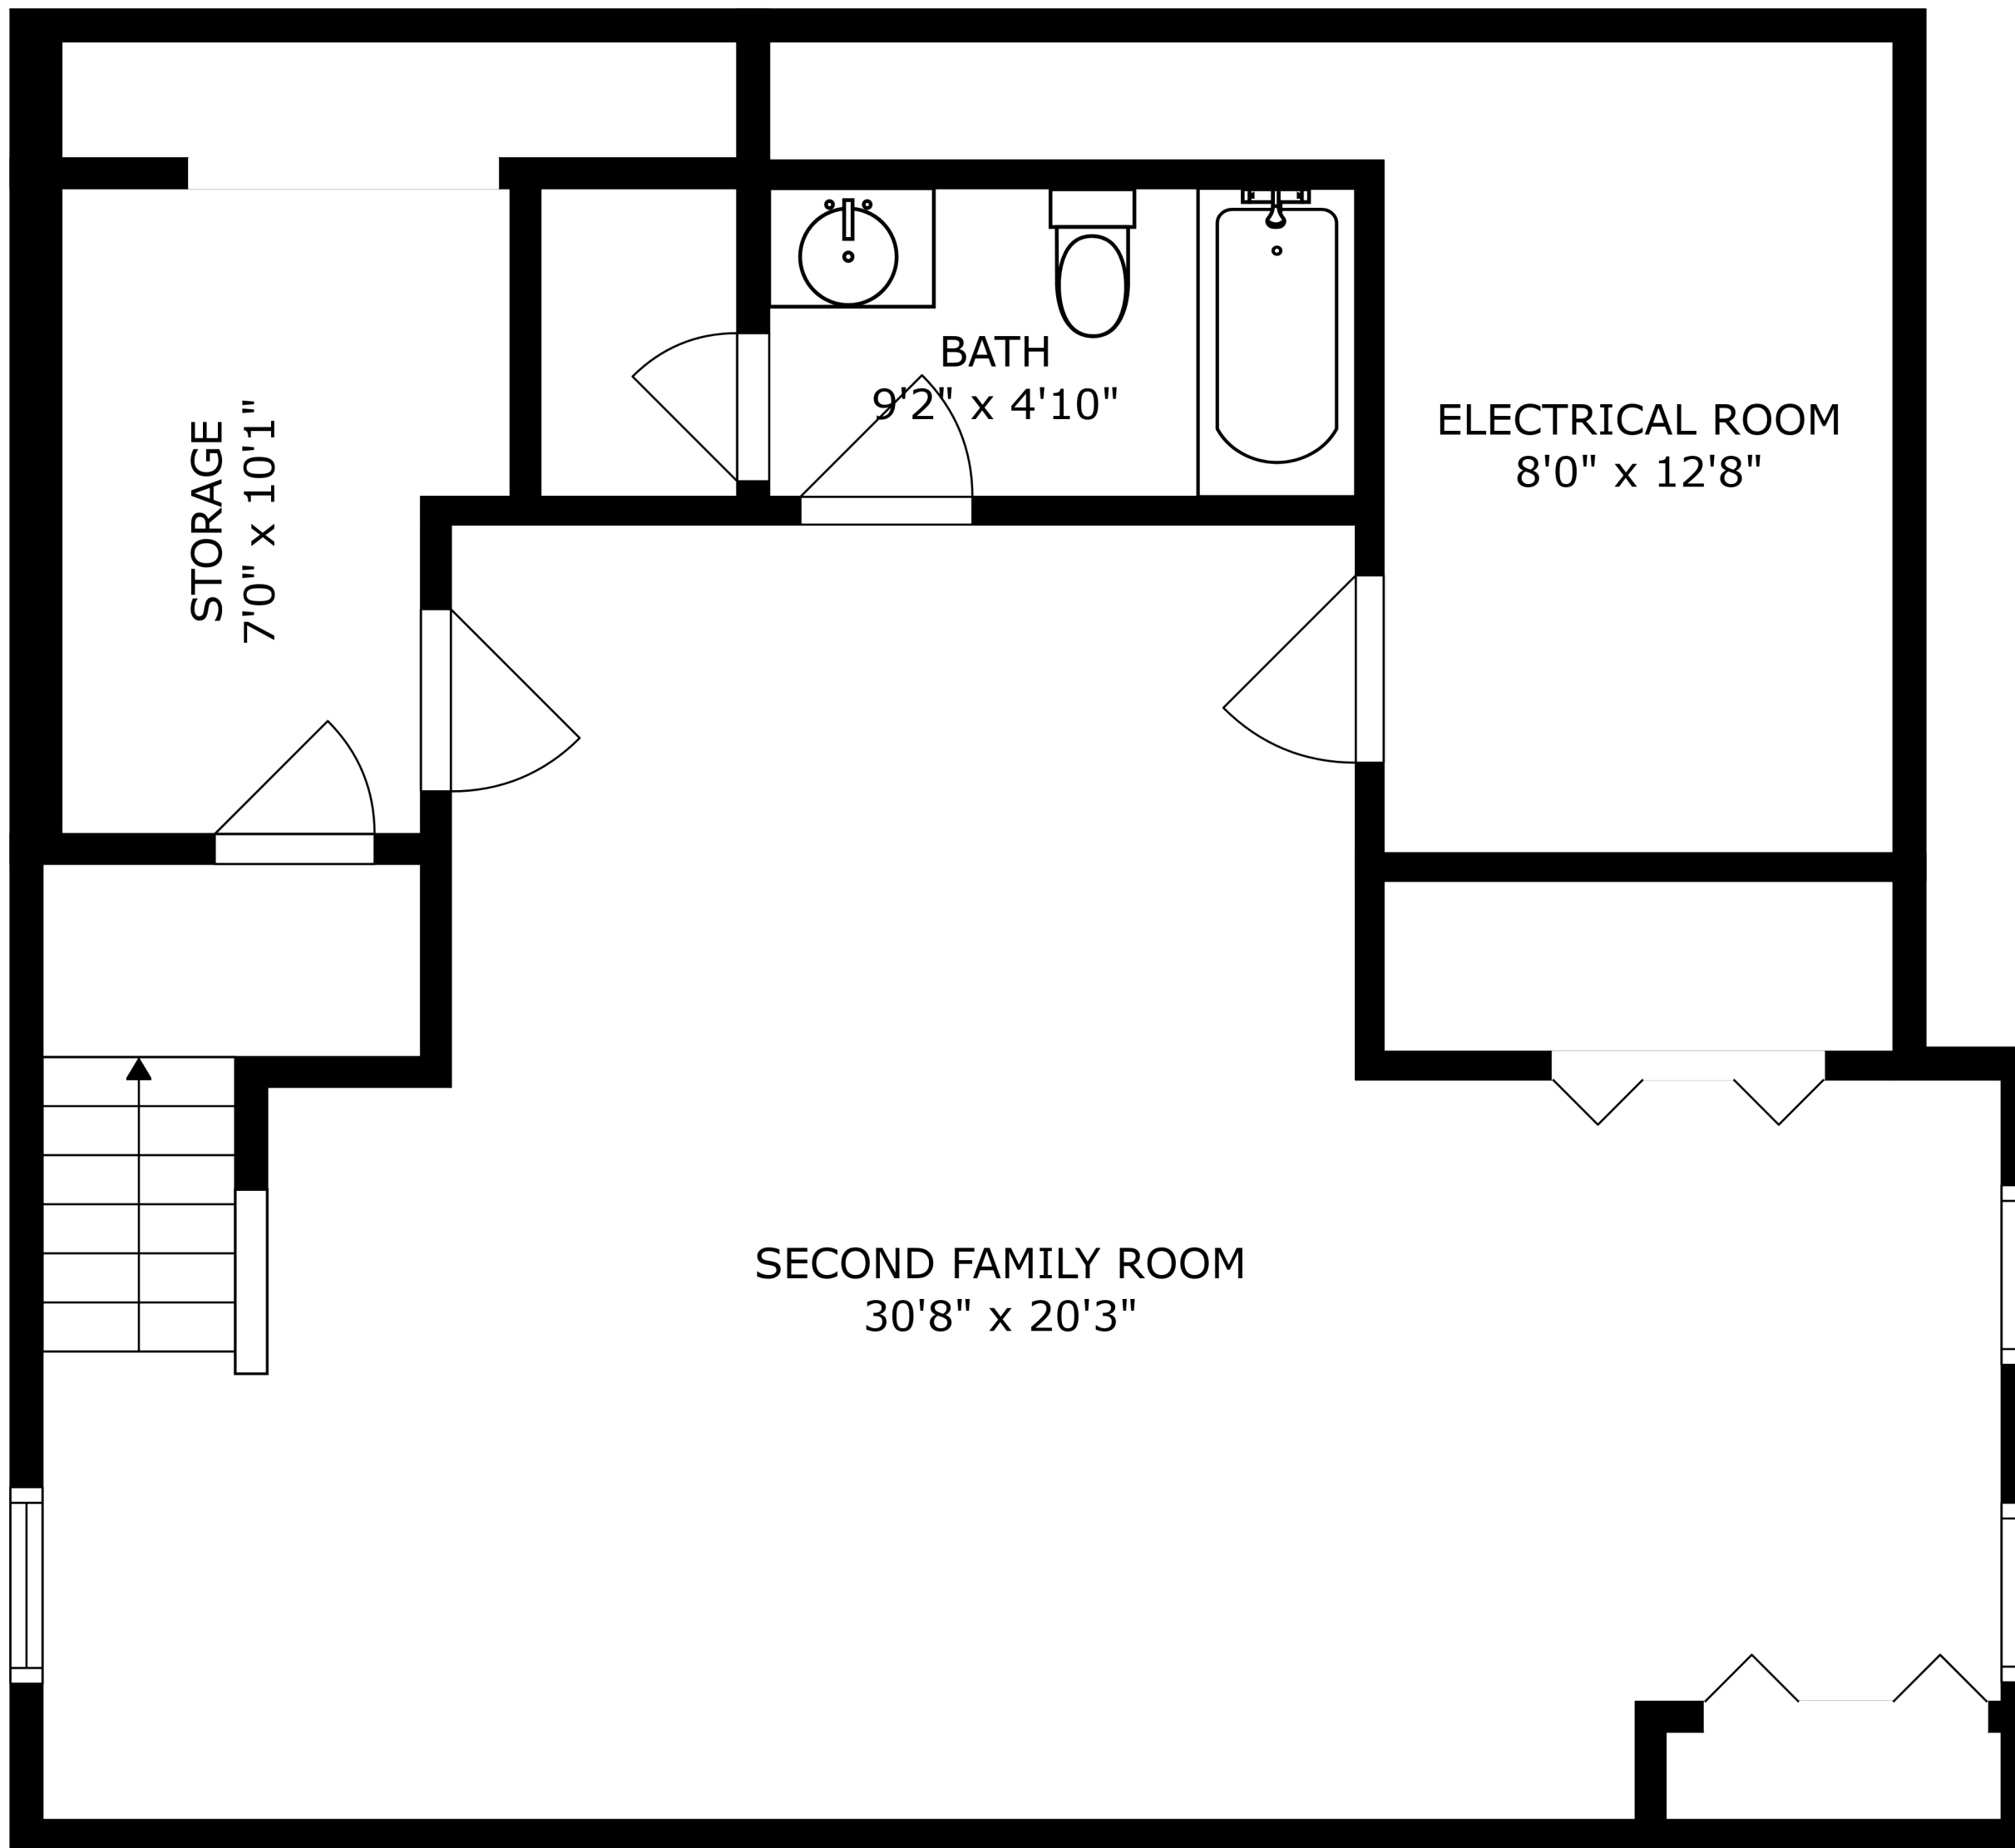 BATH
9'2" x 4'10"
ELECTRICAL ROOM
8'0" x 12'8"
STORAGE
7'0" x 10'1"
SECOND FAMILY ROOM
30'8" x 20'3"